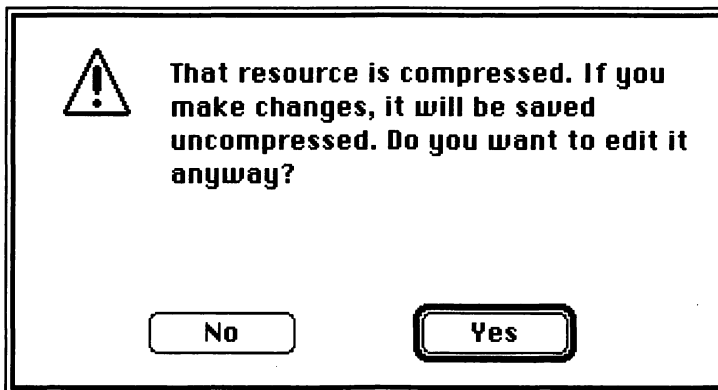 That resource is compressed. If you
make changes, it will be saved
uncompressed. Do you want to edit it
anyway?
No
Yes